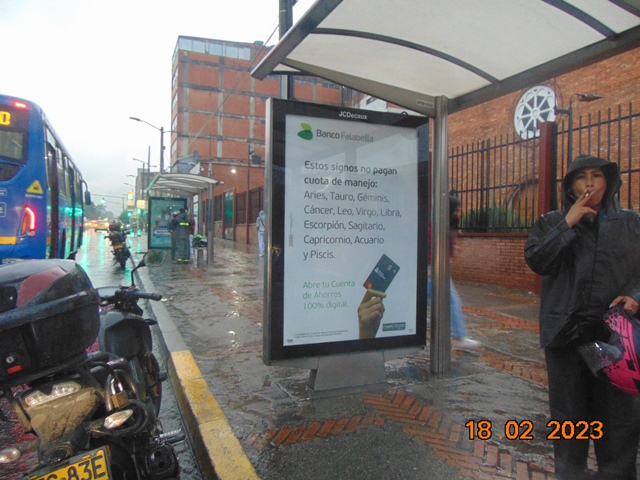 JCDecaux
Banco Falabella
Estos signos no pagan
cuota de manejo:
Aries, Tauro, Géminis,
Cáncer, Leo, Virgo, Libra,
Escorpión, Sagitario,
Capricornio, Acuario
y Piscis.
Abre tu Cuenta
de Ahorros
100% digital.
83E
18 02 2023